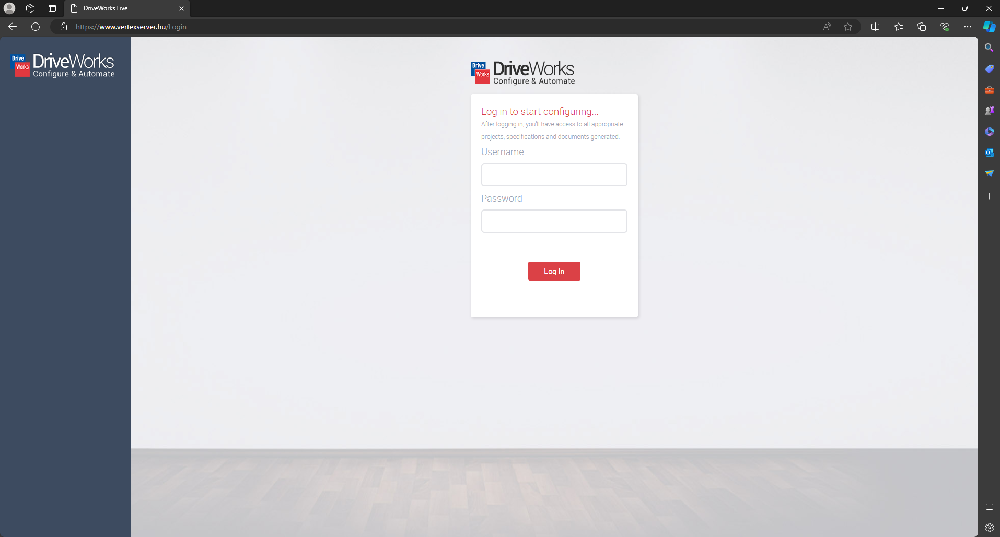 DriveWorks Live
https://www.vertexserver.hu/Login
Drive
Works
DriveWorks
Configure & Automate
Drive
Works
DriveWorks
Configure & Automate
Log in to start configuring...
After logging in, you'll have access to all appropriate
projects, specifications and documents generated.
Username
Password
Log In